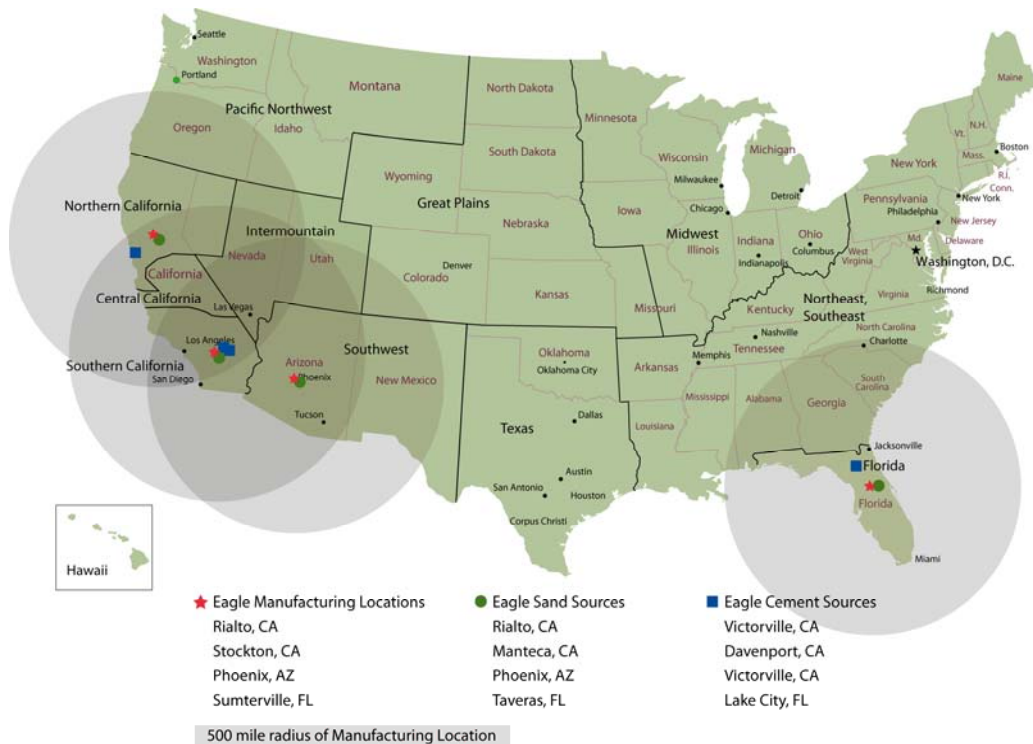 Seattle
Washington
Portland
Pacific Northwest
Oregon
Idaho
Montana
North Dakota
Minnesota
South Dakota
Wyoming
Great Plains
Nebraska
Iowa
Wisconsin
Milwaukee
Chicago
Michigan
Detroit
Midwest
Illinois
Indiana
Indianapolis
Ohio
Columbus
Maine
Vt.
N.H.
Boston
Mass.
R.I.
Conn.
New York
New York
Pennsylvania
Philadelphia
New Jersey
Md.
Delaware
Washington, D.C.
West
Virginia
Richmond
Virginia
Northern California
Intermountain
Nevada
Utah
California
Central California
Las Vegas
Denver
Colorado
Kansas
Missouri
Kentucky
Northeast,
Southeast
Nashville
Tennessee
North Carolina
Charlotte
Memphis
Los Angeles
Southern California
San Diego
Arizona
Phoenix
Tucson
Southwest
New Mexico
Oklahoma
Oklahoma City
Arkansas
Mississippi
Alabama
Georgia
South
Carolina
Louisiana
Dallas
Texas
Austin
San Antonio
Houston
Corpus Christi
Jacksonville
Florida
Florida
Miami
Hawaii
Eagle Manufacturing Locations
Rialto, CA
Stockton, CA
Phoenix, AZ
Sumterville, FL
Eagle Sand Sources
Rialto, CA
Manteca, CA
Phoenix, AZ
Taveras, FL
Eagle Cement Sources
Victorville, CA
Davenport, CA
Victorville, CA
Lake City, FL
500 mile radius of Manufacturing Location